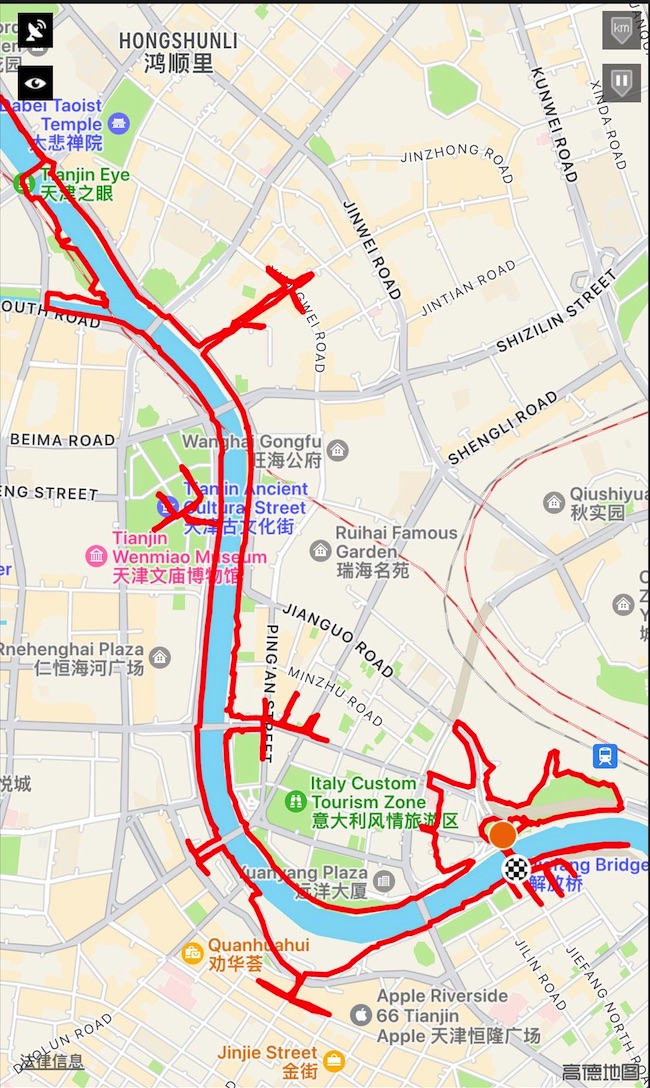 HONGSHUNLI
鸿顺里
km
Dabei Taoist
Temple
大悲禅院
Tianjin Eye
天津之眼
KUNWEI ROAD
XINDA ROAD
JINZHONG ROAD
JINWEI ROAD
JINTIAN ROAD
SHIZILIN STREET
OUTH ROAD
WEI ROAD
SHENGLI ROAD
BEIMA ROAD
Wanghai Gongfu
旺海公府
ENG STREET
Tianjin Ancient
Cultural Street
天津古文化街
Qiushiyua
秋实园
Tianjin
Wenmiao Museum
天津文庙博物馆
Ruihai Famous
Garden
瑞海名苑
er
JIANGUO ROAD
PING'AN STREET
MINZHU ROAD
Rnehenghai Plaza
仁恒海河广场
悦城
Italy Custom
Tourism Zone
意大利风情旅游区
Yuanyang Plaza
远洋大厦
Jiefang Bridge
解放桥
Quanhuahui
劝华荟
JILIN ROAD
JIEFANG NORTH R
Apple Riverside
66 Tianjin
Apple 天津恒隆广场
DAOLUN ROAD
法律信息
Jinjie Street
金街
高德地图